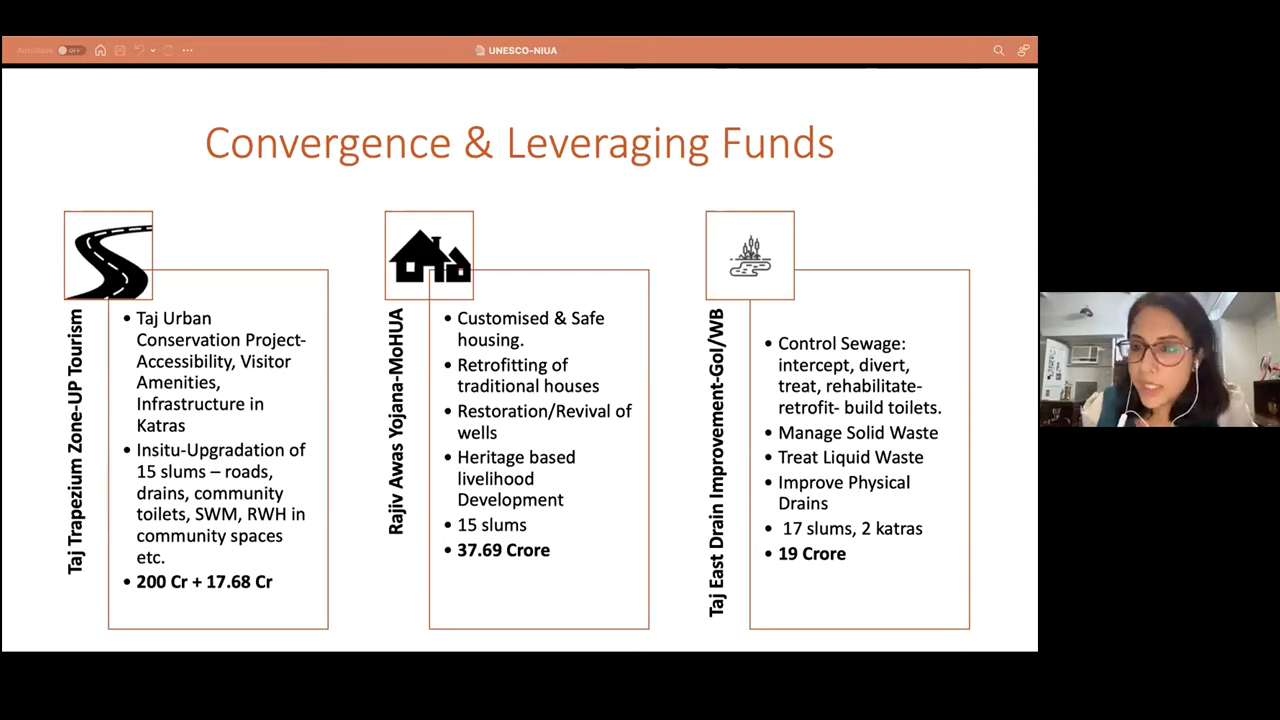 AutoSave OFF
UNESCO-NIUA
Convergence & Leveraging Funds
Taj Trapezium Zone-UP Tourism
• Taj Urban
Conservation Project-
Accessibility, Visitor
Amenities,
Infrastructure in
Katras
• Insitu-Upgradation of
15 slums – roads,
drains, community
toilets, SWM, RWH in
community spaces
etc.
• 200 Cr + 17.68 Cr
Rajiv Awas Yojana-MoHUA
• Customised & Safe
housing.
• Retrofitting of
traditional houses
• Restoration/Revival of
wells
• Heritage based
livelihood
Development
• 15 slums
• 37.69 Crore
Taj East Drain Improvement-GoI/WB
• Control Sewage:
intercept, divert,
treat, rehabilitate-
retrofit- build toilets.
• Manage Solid Waste
• Treat Liquid Waste
• Improve Physical
Drains
• 17 slums, 2 katras
• 19 Crore